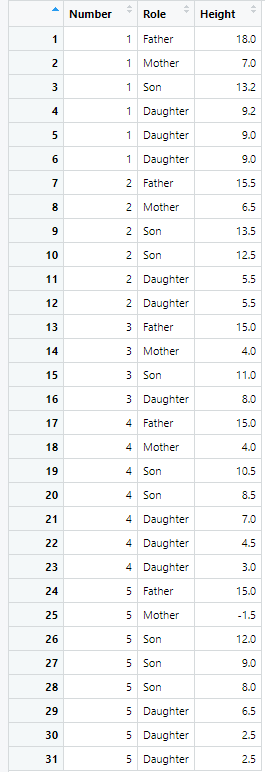 Number Role Height
1 1 Father 18.0
2 1 Mother 7.0
3 1 Son 13.2
4 1 Daughter 9.2
5 1 Daughter 9.0
6 1 Daughter 9.0
7 2 Father 15.5
8 2 Mother 6.5
9 2 Son 13.5
10 2 Son 12.5
11 2 Daughter 5.5
12 2 Daughter 5.5
13 3 Father 15.0
14 3 Mother 4.0
15 3 Son 11.0
16 3 Daughter 8.0
17 4 Father 15.0
18 4 Mother 4.0
19 4 Son 10.5
20 4 Son 8.5
21 4 Daughter 7.0
22 4 Daughter 4.5
23 4 Daughter 3.0
24 5 Father 15.0
25 5 Mother -1.5
26 5 Son 12.0
27 5 Son 9.0
28 5 Son 8.0
29 5 Daughter 6.5
30 5 Daughter 2.5
31 5 Daughter 2.5